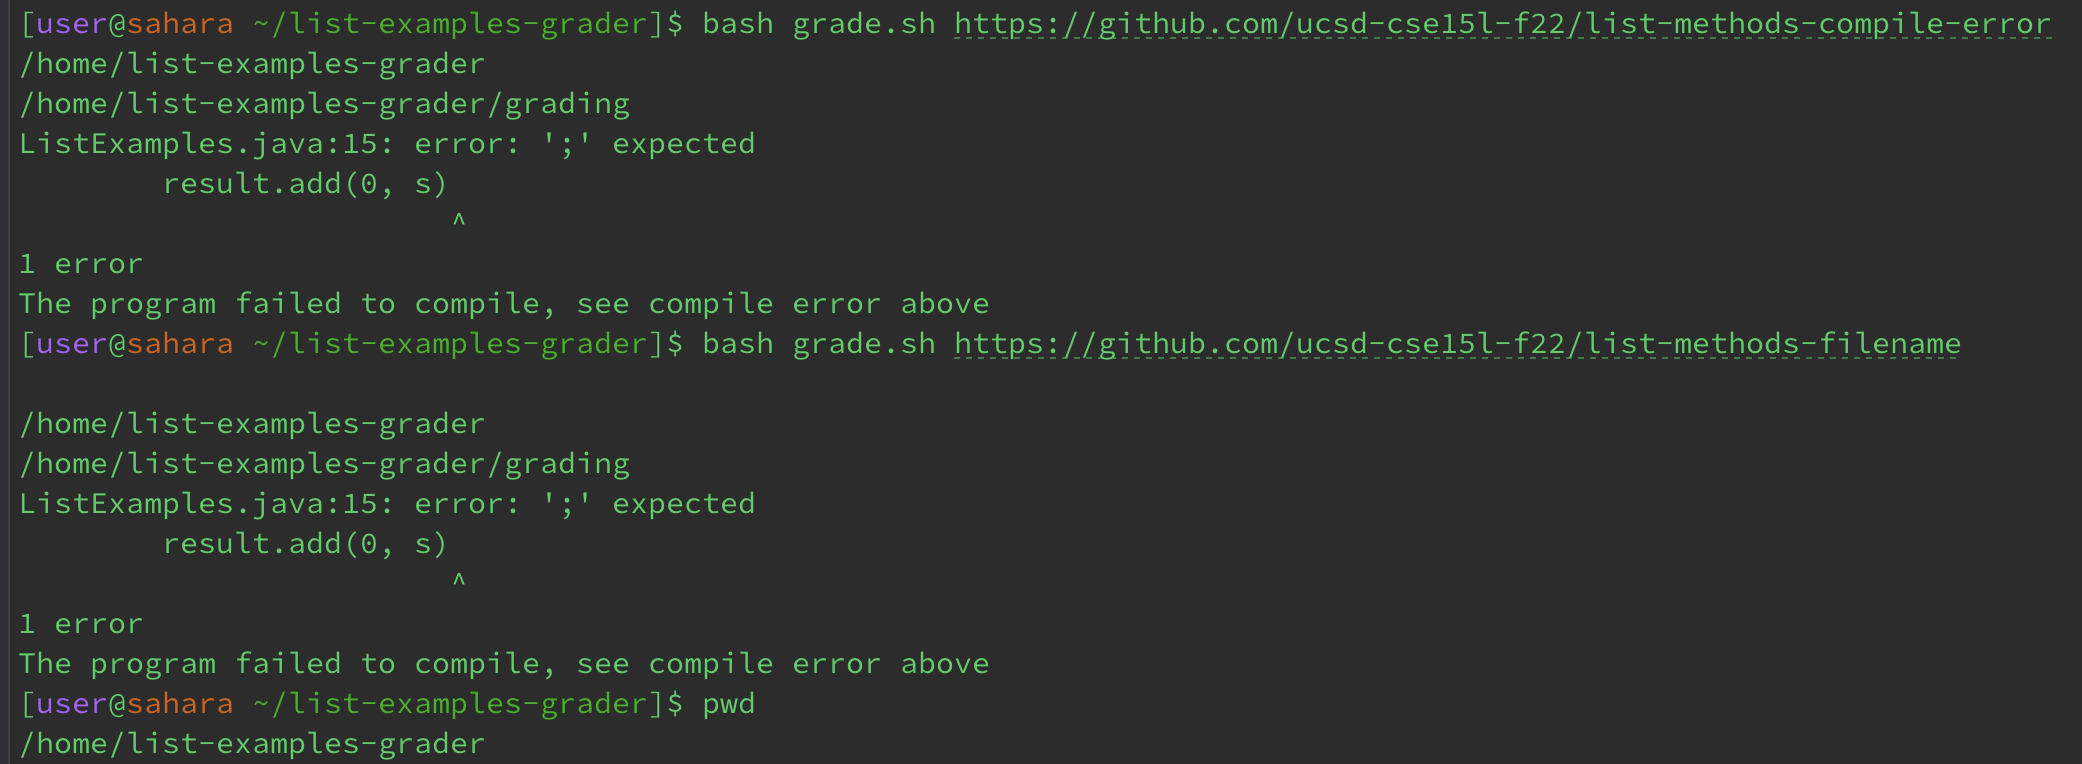 [user@sahara ~/list-examples-grader]$ bash grade.sh https://github.com/ucsd-cse15l-f22/list-methods-compile-error
/home/list-examples-grader
/home/list-examples-grader/grading
ListExamples.java:15: error: ';' expected
        result.add(0, s)
                        ^
1 error
The program failed to compile, see compile error above
[user@sahara ~/list-examples-grader]$ bash grade.sh https://github.com/ucsd-cse15l-f22/list-methods-filename

/home/list-examples-grader
/home/list-examples-grader/grading
ListExamples.java:15: error: ';' expected
        result.add(0, s)
                        ^
1 error
The program failed to compile, see compile error above
[user@sahara ~/list-examples-grader]$ pwd
/home/list-examples-grader